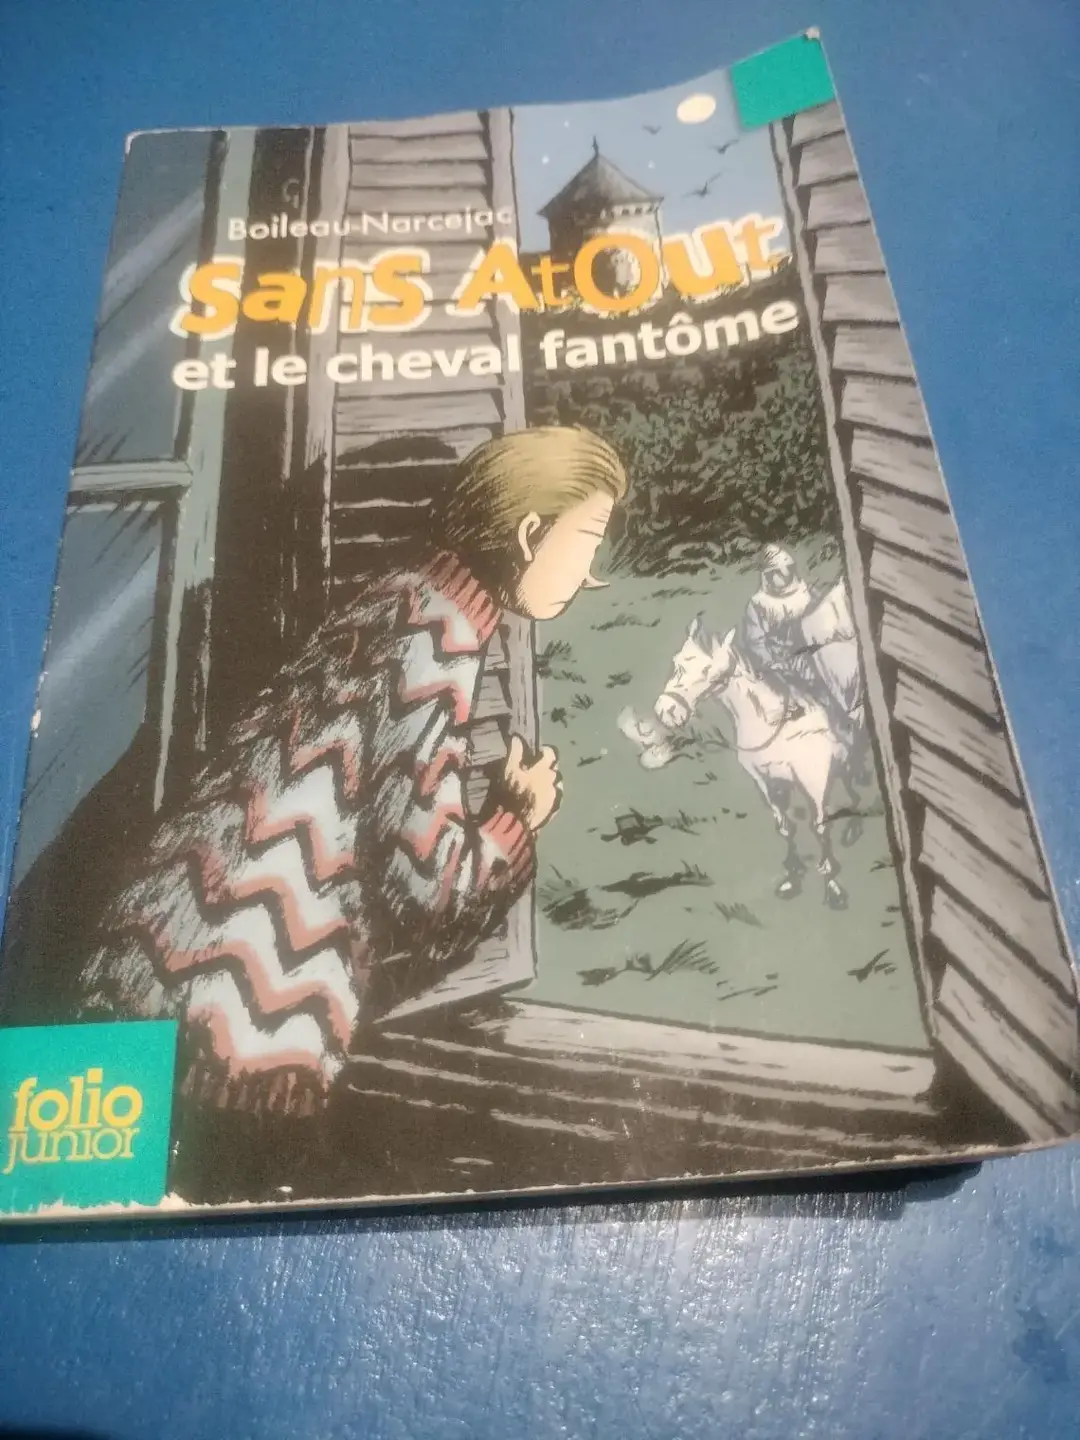 Boileau-Narcejac
Sans Atout
et le cheval fantôme
folio
junior